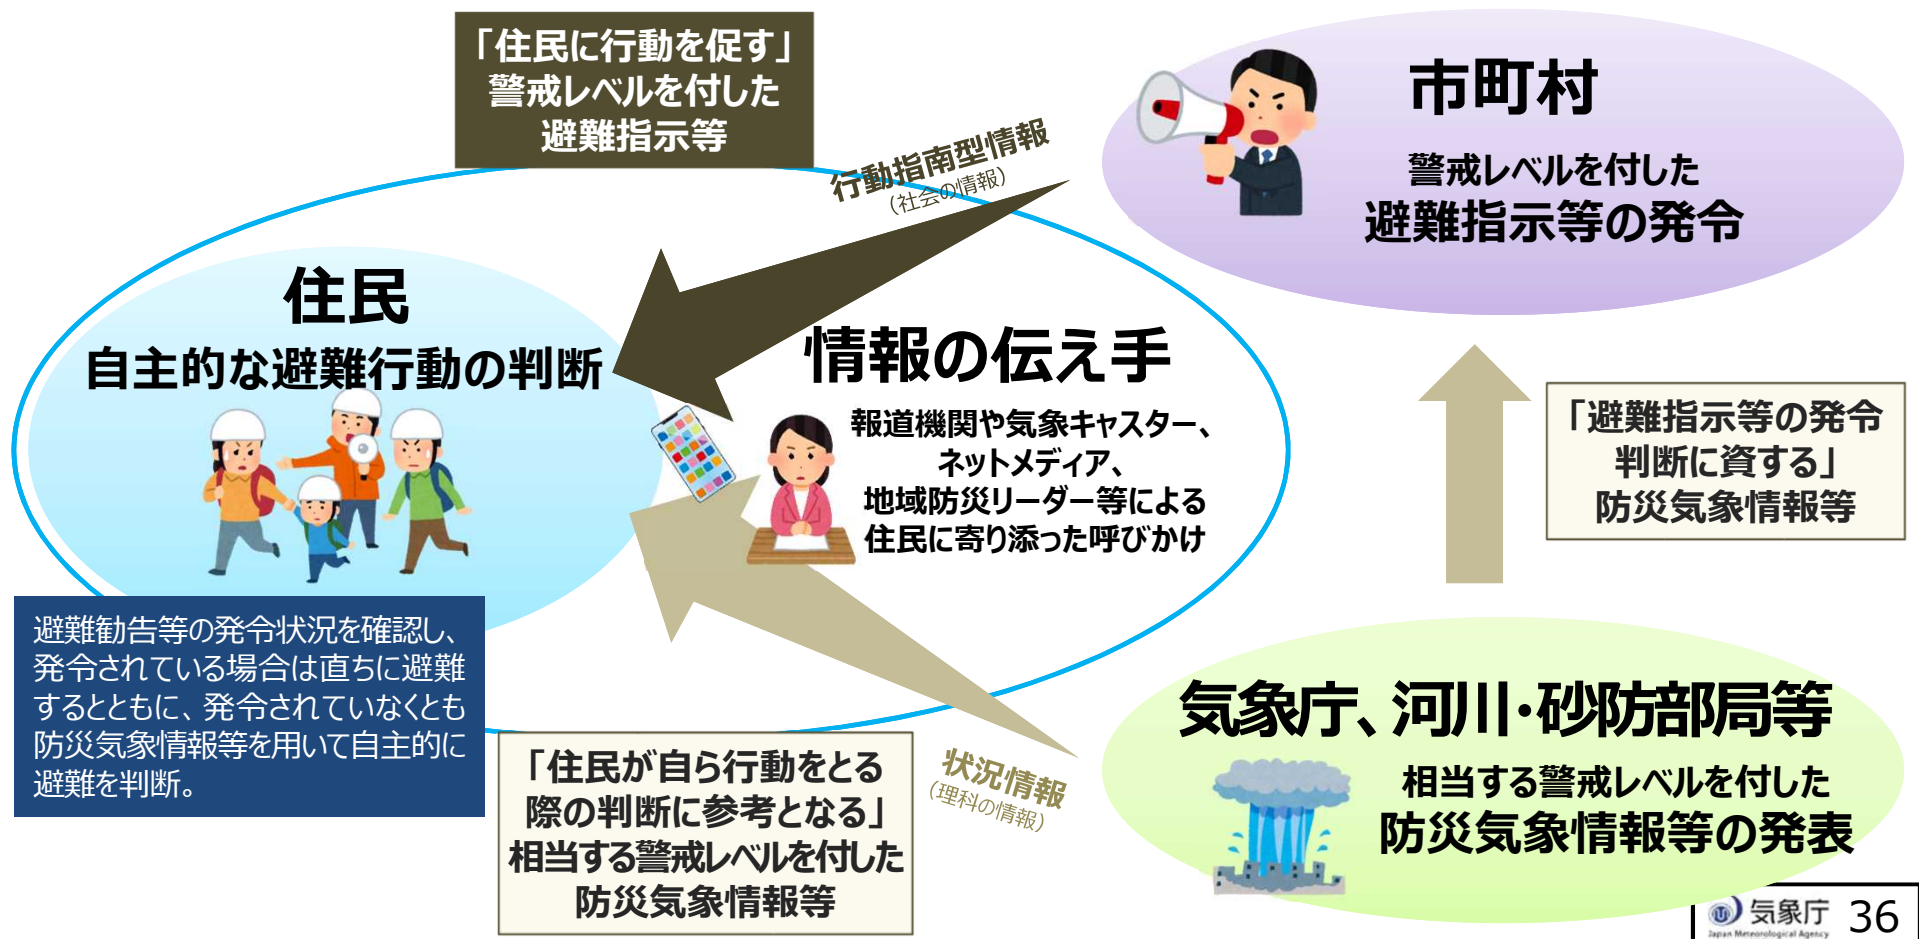 「住民に行動を促す」
警戒レベルを付した
避難指示等
行動指南型情報
（社会の情報）
市町村
警戒レベルを付した
避難指示等の発令
住民
自主的な避難行動の判断
情報の伝え手
報道機関や気象キャスター、
ネットメディア、
地域防災リーダー等による
住民に寄り添った呼びかけ
「避難指示等の発令
判断に資する」
防災気象情報等
避難勧告等の発令状況を確認し、
発令されている場合は直ちに避難
するとともに、発令されていなくとも
防災気象情報等を用いて自主的に
避難を判断。
「住民が自ら行動をとる
際の判断に参考となる」
相当する警戒レベルを付した
防災気象情報等
状況情報
（理科の情報）
気象庁、河川・砂防部局等
相当する警戒レベルを付した
防災気象情報等の発表
気象庁
Japan Meteorological Agency
36